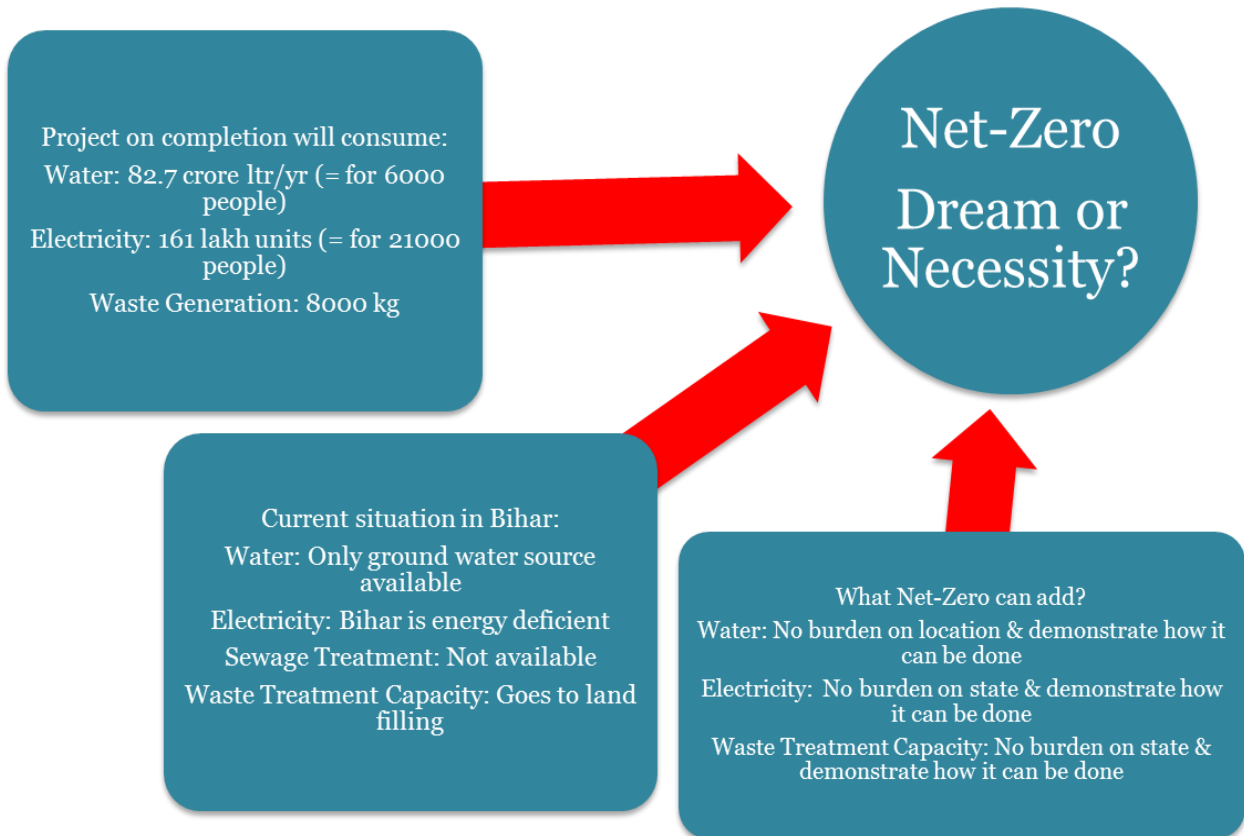 Project on completion will consume:
Water: 82.7 crore ltr/yr (= for 6000
people)
Electricity: 161 lakh units (= for 21000
people)
Waste Generation: 8000 kg
Net-Zero
Dream or
Necessity?
Current situation in Bihar:
Water: Only ground water source
available
Electricity: Bihar is energy deficient
Sewage Treatment: Not available
Waste Treatment Capacity: Goes to land
filling
What Net-Zero can add?
Water: No burden on location & demonstrate how it
can be done
Electricity:  No burden on state & demonstrate how
it can be done
Waste Treatment Capacity: No burden on state &
demonstrate how it can be done